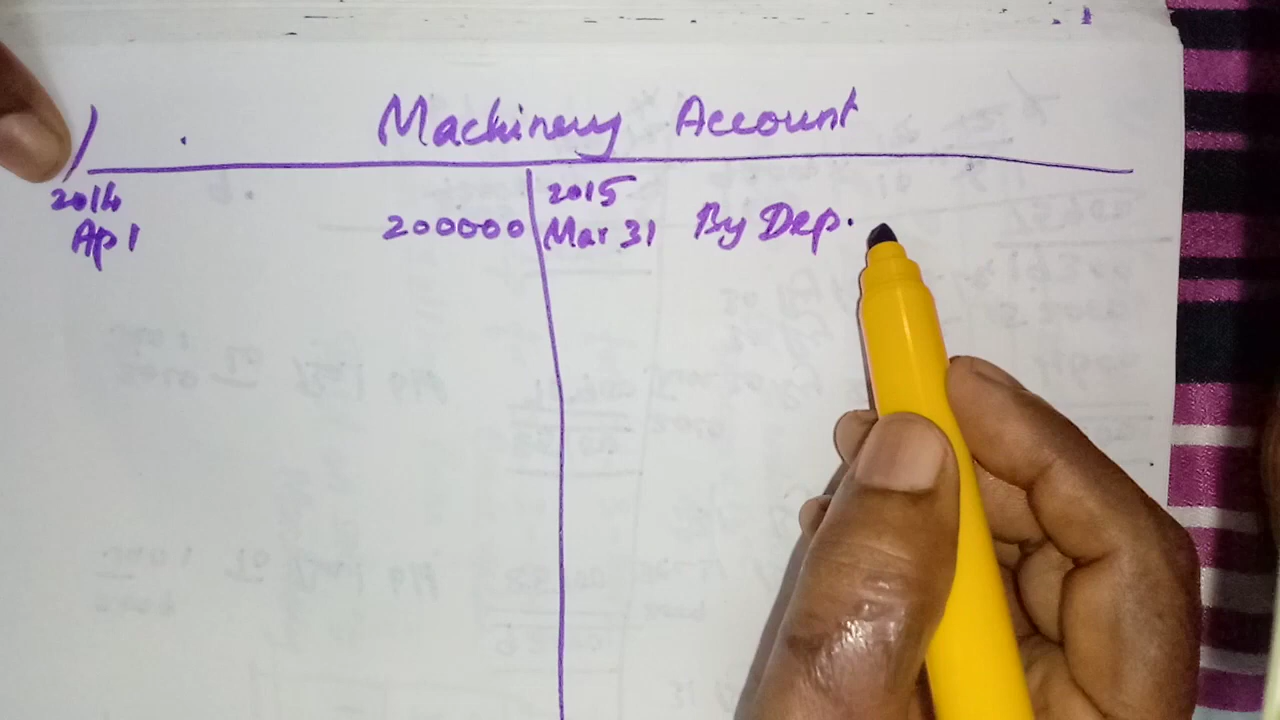 Machinery Account
2014
Ap 1 200000
2015
Mar 31 By Dep.